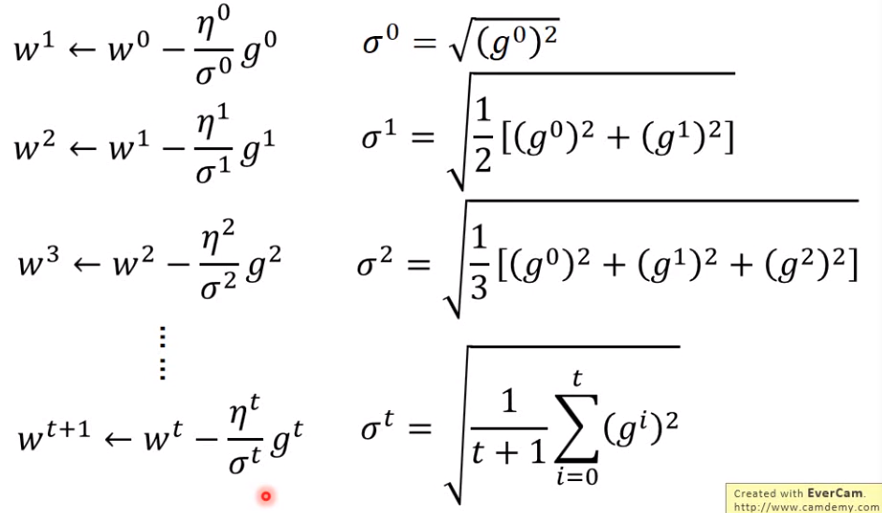 w¹ ← w⁰ − η⁰/σ⁰ g⁰    σ⁰ = √(g⁰)²
w² ← w¹ − η¹/σ¹ g¹    σ¹ = √(1/2 [(g⁰)² + (g¹)²])
w³ ← w² − η²/σ² g²    σ² = √(1/3 [(g⁰)² + (g¹)² + (g²)²])
⋮
⋮
wᵗ⁺¹ ← wᵗ − ηᵗ/σᵗ gᵗ    σᵗ = √(1/(t + 1) ∑_{i=0}^{t} (gⁱ)²)
Created with EverCam.
http://www.camdemy.com